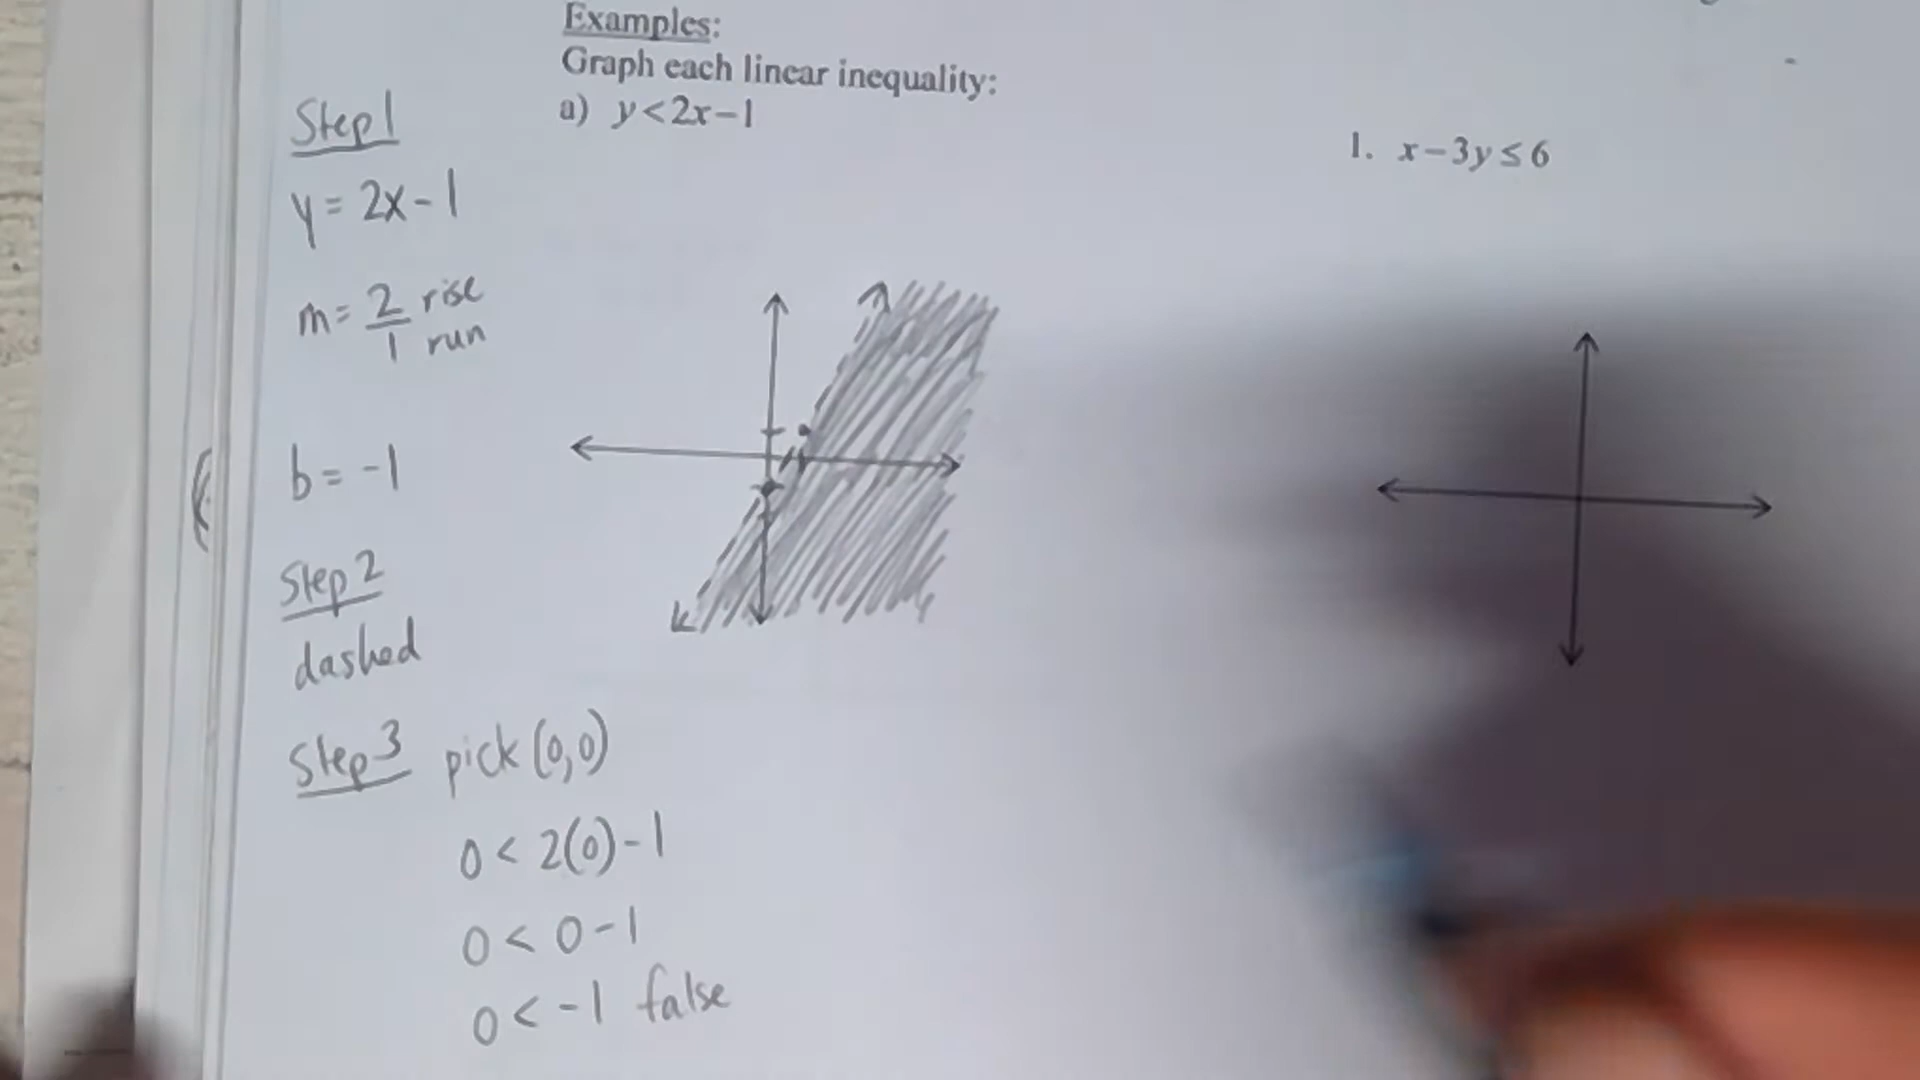 Examples:
Graph each linear inequality:
a) y<2x-1
Step 1
y = 2x - 1
m = 2/1 rise run
b = -1
Step 2
dashed
Step 3 pick (0,0)
0 < 2(0) - 1
0 < 0 - 1
0 < -1 false
1. x-3y≤6